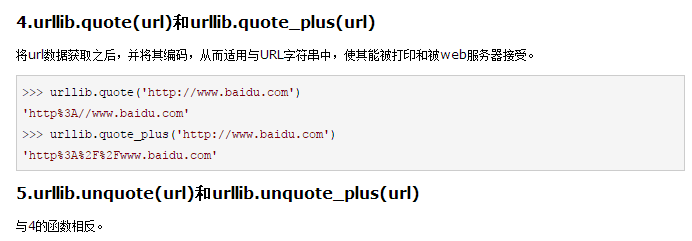 4.urllib.quote(url)和urllib.quote_plus(url)
将url数据获取之后，并将其编码，从而适用与URL字符串中，使其能被打印和被web服务器接受。
>>> urllib.quote('http://www.baidu.com')
'http%3A//www.baidu.com'
>>> urllib.quote_plus('http://www.baidu.com')
'http%3A%2F%2Fwww.baidu.com'
5.urllib.unquote(url)和urllib.unquote_plus(url)
与4的函数相反。